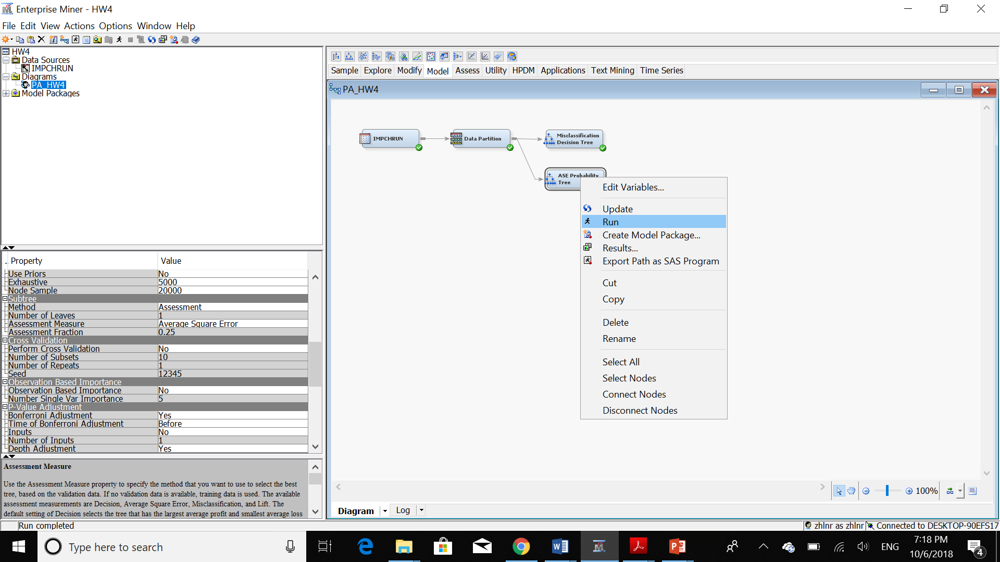 Enterprise Miner - HW4
File Edit View Actions Options Window Help
HW4
Data Sources
IMPCHRUN
Diagrams
PA_HW4
Model Packages
Sample Explore Modify Model Assess Utility HPDM Applications Text Mining Time Series
PA_HW4
IMPCHRUN
Data Partition
Misclassification
Decision Tree
ASE Probability
Tree
Edit Variables...
Update
Run
Create Model Package...
Results...
Export Path as SAS Program
Cut
Copy
Delete
Rename
Select All
Select Nodes
Connect Nodes
Disconnect Nodes
. Property Value
Use Priors No
Exhaustive 5000
Node Sample 20000
Subtree
Method Assessment
Number of Leaves 1
Assessment Measure Average Square Error
Assessment Fraction 0.25
Cross Validation
Perform Cross Validation No
Number of Subsets 10
Number of Repeats 1
Seed 12345
Observation Based Importance
Observation Based Importance No
Number Single Var Importance 5
P-Value Adjustment
Bonferroni Adjustment Yes
Time of Bonferroni Adjustment Before
Inputs No
Number of Inputs 1
Depth Adjustment Yes
Assessment Measure
Use the Assessment Measure property to specify the method that you want to use to select the best
tree, based on the validation data. If no validation data is available, training data is used. The available
assessment measurements are Decision, Average Square Error, Misclassification, and Lift. The
default setting of Decision selects the tree that has the largest average profit and smallest average loss
100%
Diagram Log
Run completed
zhlnr as zhlnr Connected to DESKTOP-90EFS17
Type here to search
ENG
7:18 PM
10/6/2018
4